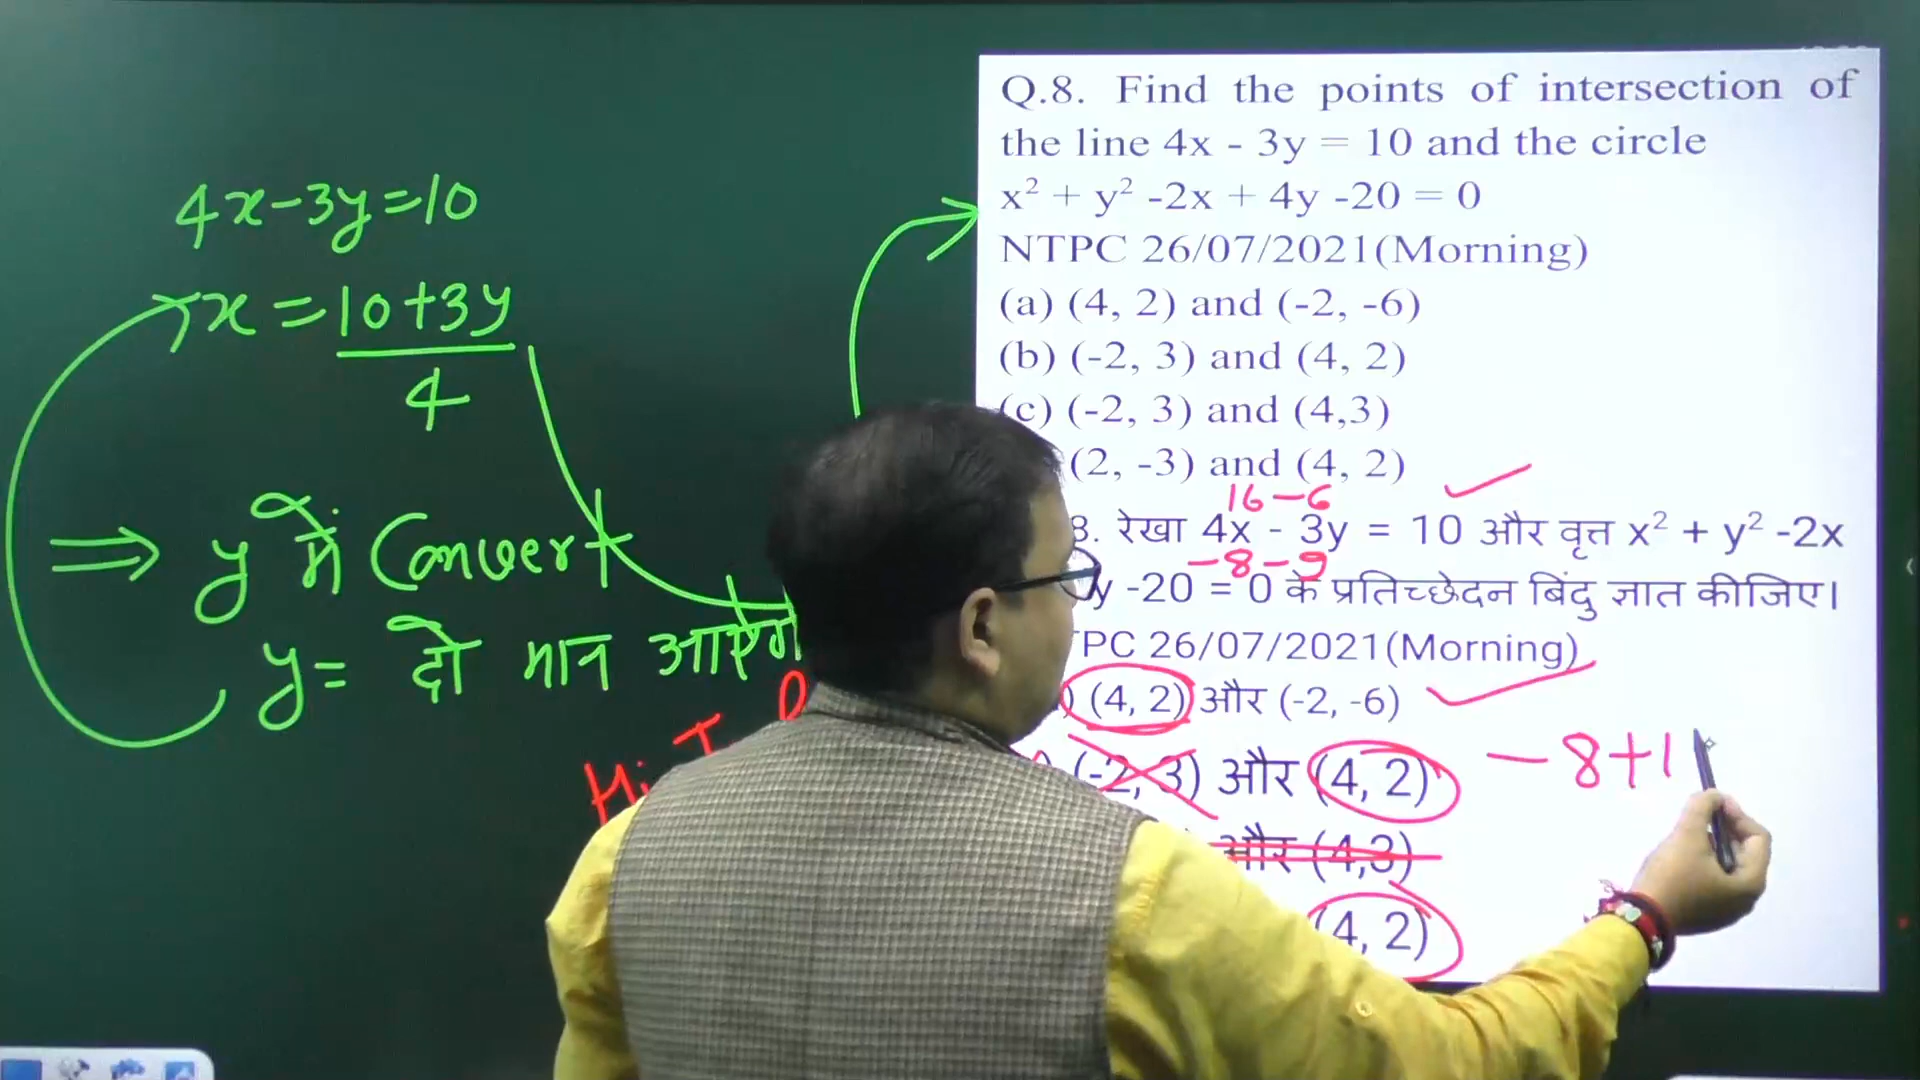 4x-3y=10
x = 10+3y
4
⇒ y में Convert
y = दो मान आएंगे
Hi
Q.8. Find the points of intersection of
the line 4x - 3y = 10 and the circle
x² + y² -2x + 4y -20 = 0
NTPC 26/07/2021(Morning)
(a) (4, 2) and (-2, -6)
(b) (-2, 3) and (4, 2)
(c) (-2, 3) and (4,3)
(2, -3) and (4, 2)
16-6
8. रेखा 4x - 3y = 10 और वृत्त x² + y² -2x
-8-9
y -20 = 0 के प्रतिच्छेदन बिंदु ज्ञात कीजिए।
PC 26/07/2021(Morning)
) (4, 2) और (-2, -6)
(-2, 3) और (4, 2)
-8+1
और (4,3)
(4, 2)